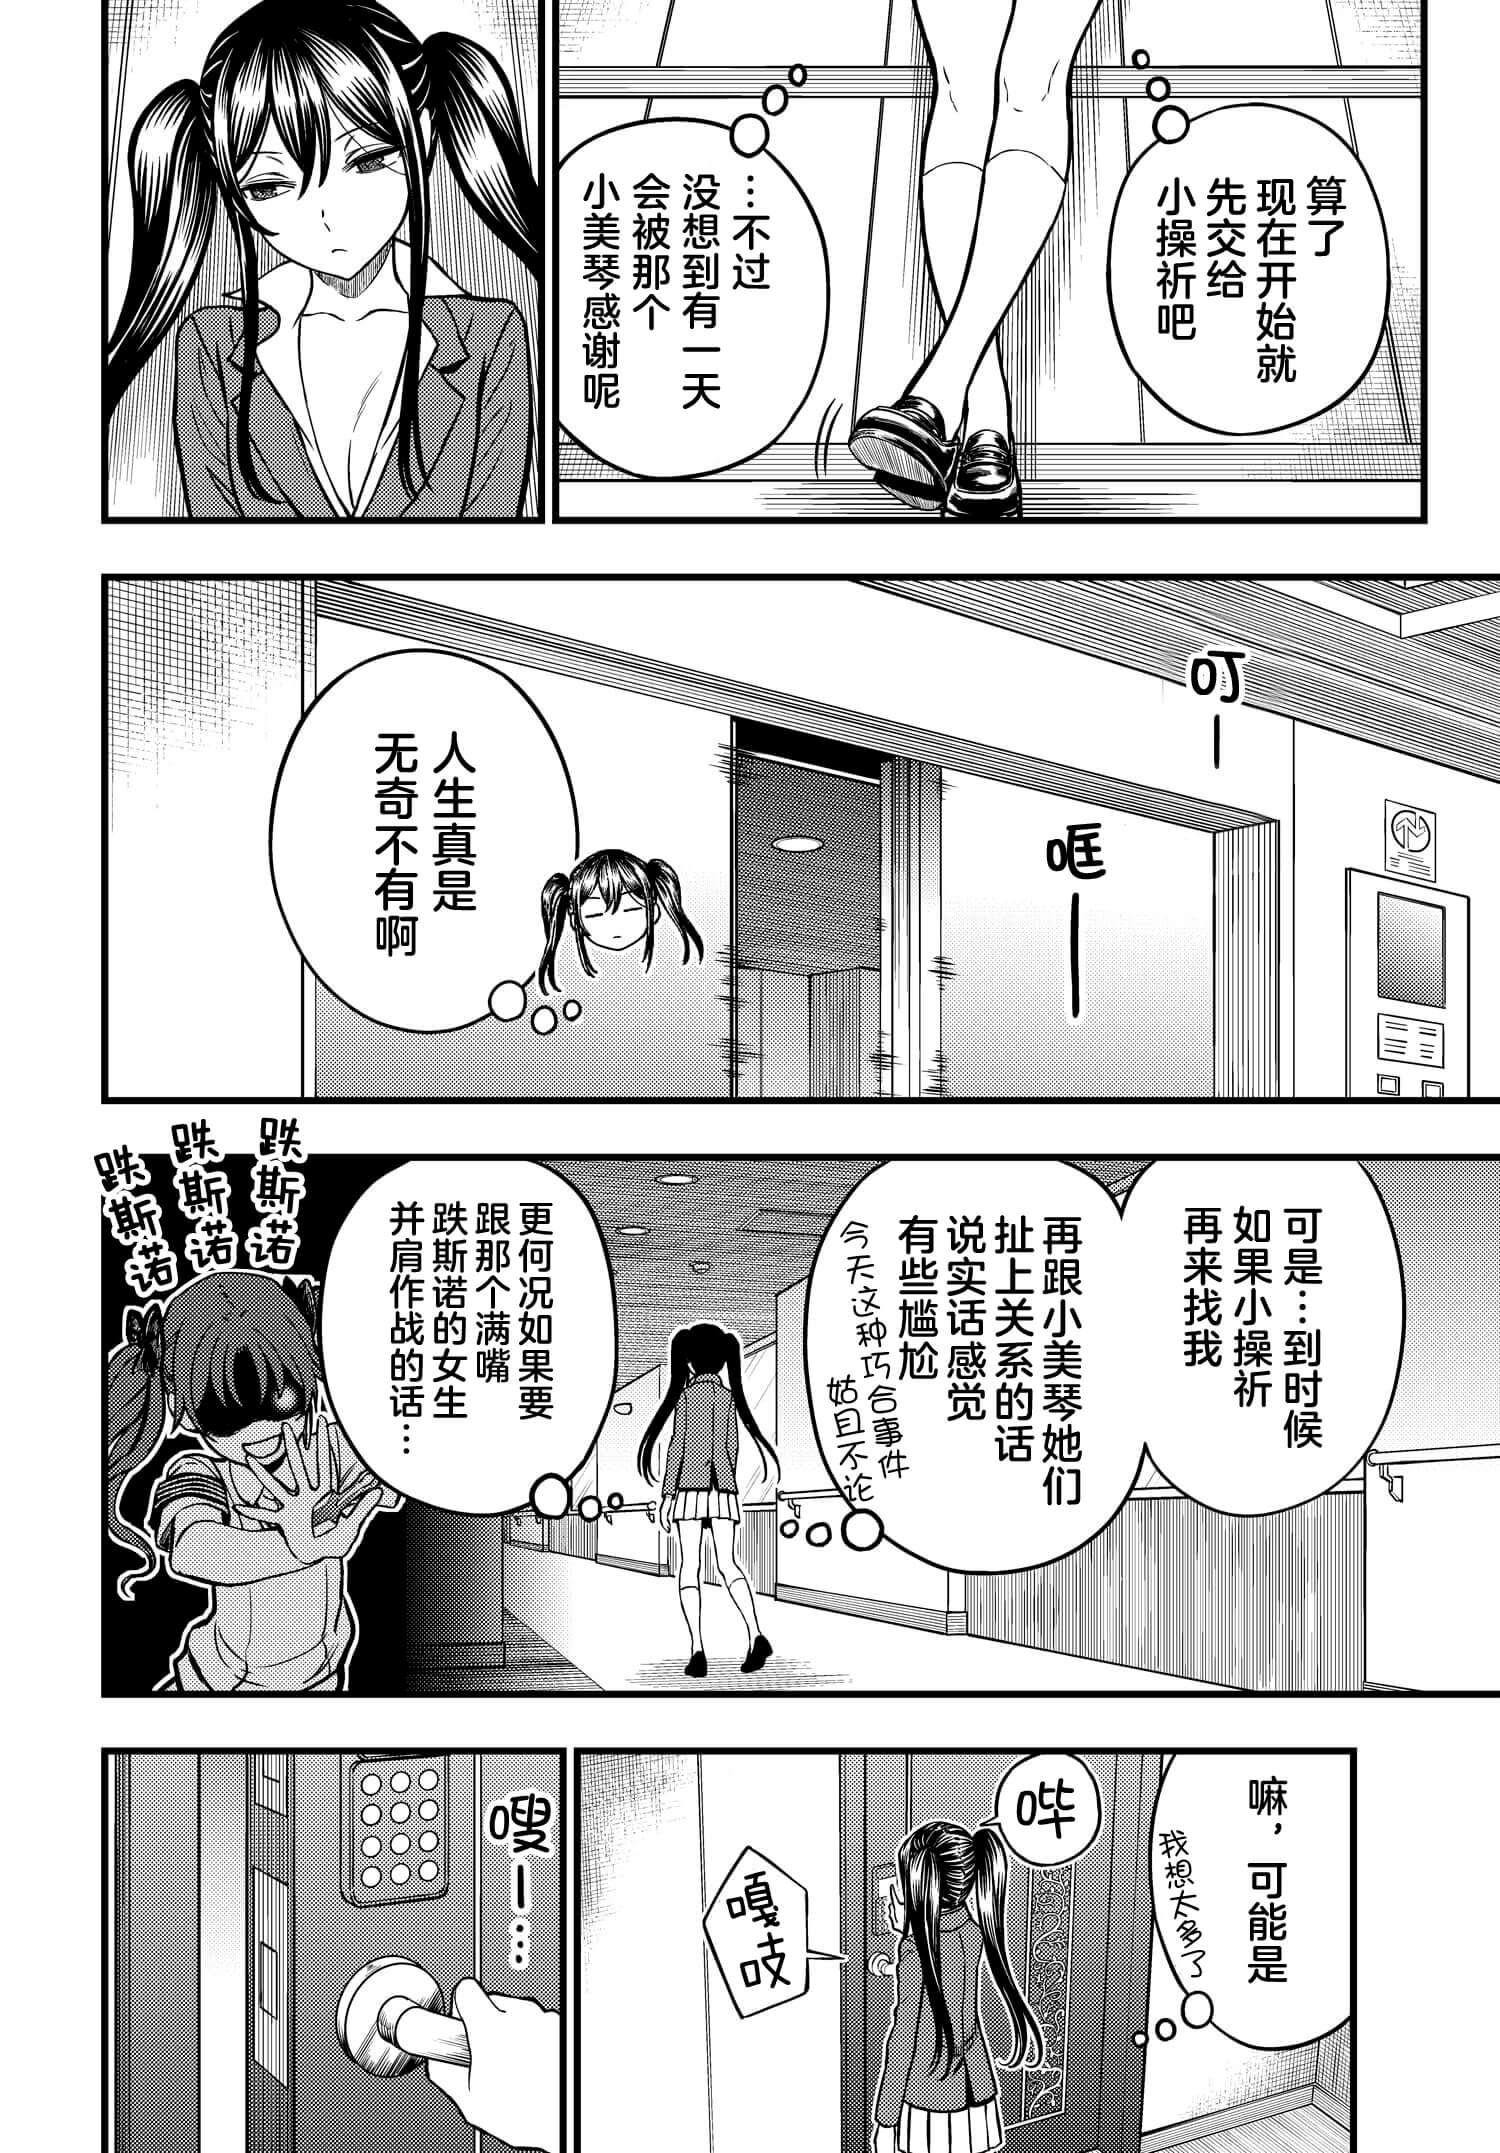 算了
现在开始就
先交给
小操祈吧
…不过
没想到有一天
会被那个
小美琴感谢呢
叮—
哐—
人生真是
无奇不有啊
可是…到时候
如果小操祈
再来找我
再跟小美琴她们
扯上关系的话
说实话感觉
有些尴尬
今天这种巧合事件
姑且不论
更何况如果要
跟那个满嘴
跌斯诺的女生
并肩作战的话…
跌斯诺
跌斯诺
跌斯诺
嘛，可能是
我想太多了
哔
嘎吱
嗖—…